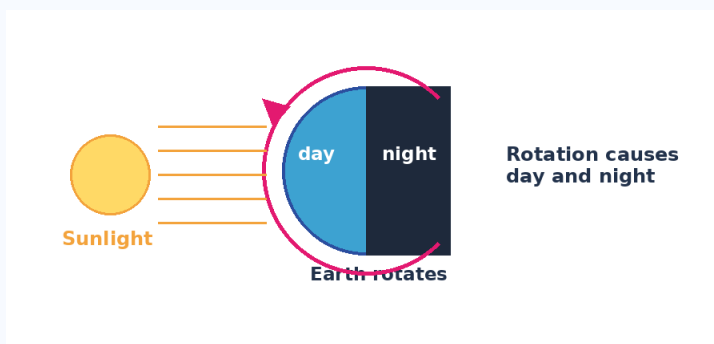 day
night
Rotation causes
day and night
Sunlight
Earth rotates